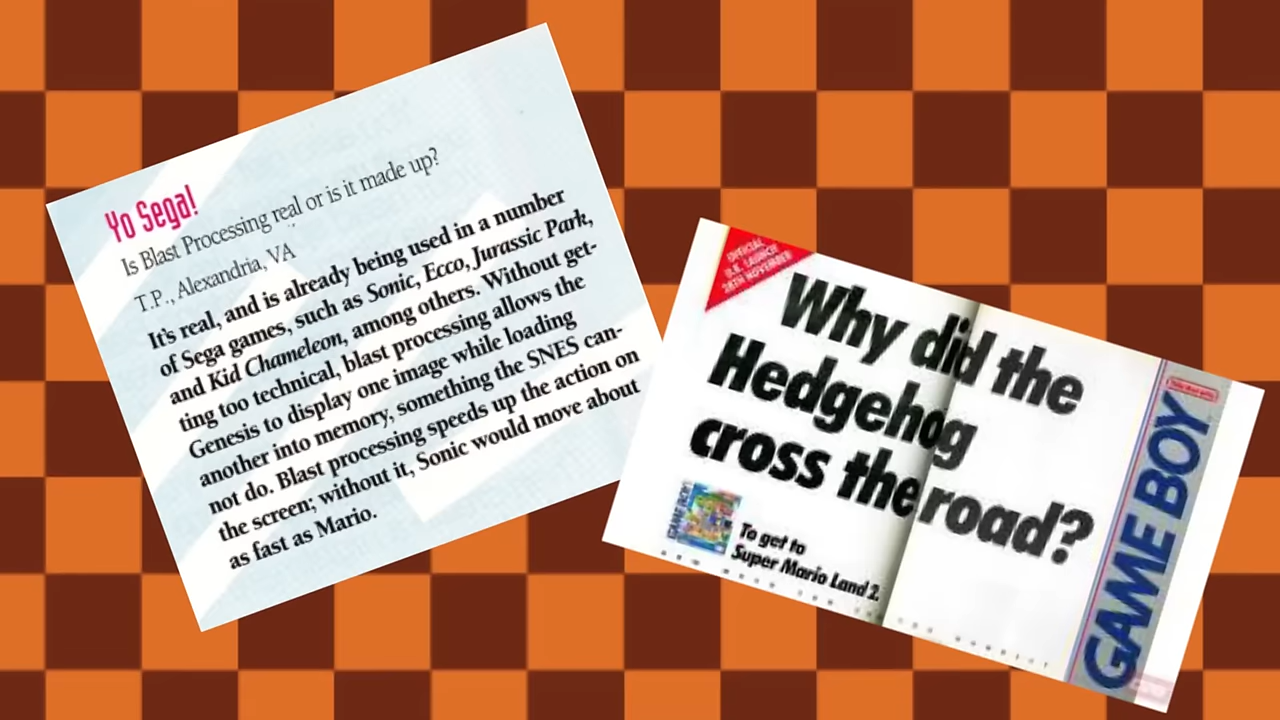 Yo Sega!
Is Blast Processing real or is it made up?
T.P., Alexandria, VA
It's real, and is already being used in a number
of Sega games, such as Sonic, Ecco, Jurassic Park,
and Kid Chameleon, among others. Without get-
ting too technical, blast processing allows the
Genesis to display one image while loading
another into memory, something the SNES can-
not do. Blast processing speeds up the action on
the screen; without it, Sonic would move about
as fast as Mario.
OFFICIAL
U.K. LAUNCH
28TH NOVEMBER
Why did the
Hedgehog
cross the road?
To get to
Super Mario Land 2.
GAME BOY